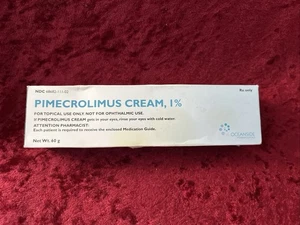 NDC
Rx only
PIMECROLIMUS CREAM, 1%
FOR TOPICAL USE ONLY NOT FOR OPHTHALMIC USE.
If PIMECROLIMUS CREAM gets in your eyes, rinse your eyes with cold water.
ATTENTION PHARMACIST:
Each patient is required to receive the enclosed Medication Guide.
Net Wt. 60 g
OCEANSIDE